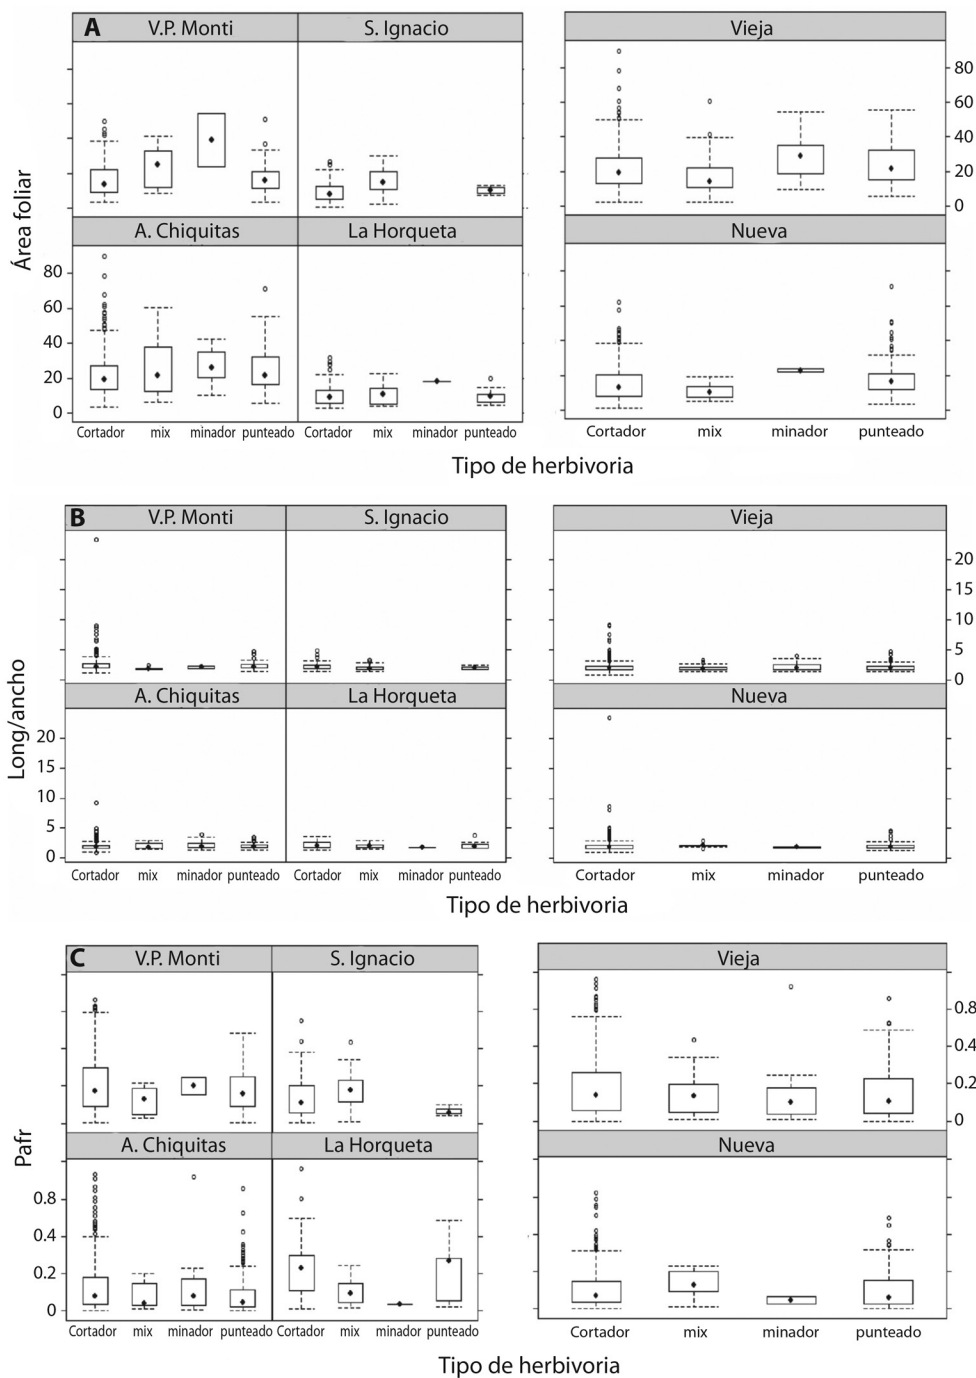 A V.P. Monti S. Ignacio Vieja
80
60
40
20
0
Área foliar
A. Chiquitas La Horqueta Nueva
80
60
40
20
0
Cortador mix minador punteado Cortador mix minador punteado Cortador mix minador punteado
Tipo de herbivoria
B V.P. Monti S. Ignacio Vieja
20
15
10
5
0
Long/ancho
A. Chiquitas La Horqueta Nueva
20
15
10
5
0
Cortador mix minador punteado Cortador mix minador punteado Cortador mix minador punteado
Tipo de herbivoria
C V.P. Monti S. Ignacio Vieja
0.8
0.4
0.2
0
Pafr
A. Chiquitas La Horqueta Nueva
0.8
0.4
0.2
0
Cortador mix minador punteado Cortador mix minador punteado Cortador mix minador punteado
Tipo de herbivoria